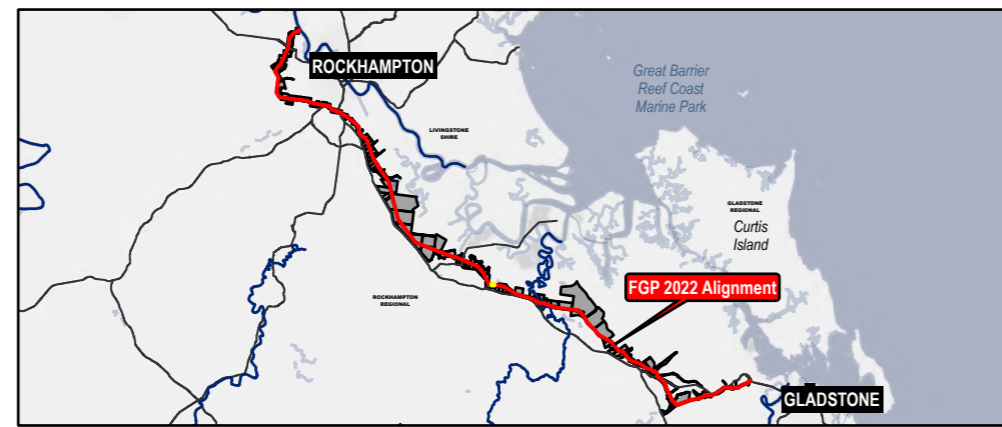 ROCKHAMPTON
Great Barrier
Reef Coast
Marine Park
LIVINGSTONE
SHIRE
GLADSTONE
REGIONAL
Curtis
Island
ROCKHAMPTON
REGIONAL
FGP 2022 Alignment
GLADSTONE